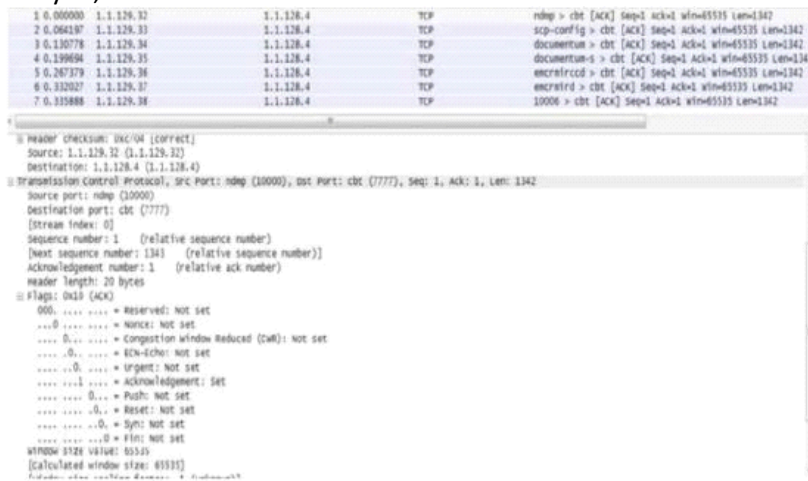 1 0.000000 1.1.129.32 1.1.128.4 TCP ndmp > cbt [ACK] Seq=1 Ack=1 Win=65535 Len=1342
2 0.064197 1.1.129.33 1.1.128.4 TCP scp-config > cbt [ACK] Seq=1 Ack=1 Win=65535 Len=1342
3 0.130778 1.1.129.34 1.1.128.4 TCP documentum > cbt [ACK] Seq=1 Ack=1 Win=65535 Len=1342
4 0.199694 1.1.129.35 1.1.128.4 TCP documentum-s > cbt [ACK] Seq=1 Ack=1 Win=65535 Len=134
5 0.267379 1.1.129.36 1.1.128.4 TCP emcrmirccd > cbt [ACK] Seq=1 Ack=1 Win=65535 Len=1342
6 0.332027 1.1.129.37 1.1.128.4 TCP emcrmird > cbt [ACK] Seq=1 Ack=1 Win=65535 Len=1342
7 0.335888 1.1.129.38 1.1.128.4 TCP 10006 > cbt [ACK] Seq=1 Ack=1 Win=65535 Len=1342
Header checksum: [correct]
Source: 1.1.129.32 (1.1.129.32)
Destination: 1.1.128.4 (1.1.128.4)
Transmission Control Protocol, Src Port: ndmp (10000), Dst Port: cbt (7777), Seq: 1, Ack: 1, Len: 1342
Source port: ndmp (10000)
Destination port: cbt (7777)
[Stream index: 0]
Sequence number: 1 (relative sequence number)
[Next sequence number: 1343 (relative sequence number)]
Acknowledgement number: 1 (relative ack number)
Header length: 20 bytes
Flags: 0x10 (ACK)
000. .... .... = Reserved: Not set
...0 .... .... = Nonce: Not set
.... 0... .... = Congestion Window Reduced (CWR): Not set
.... .0.. .... = ECN-Echo: Not set
.... ..0. .... = Urgent: Not set
.... ...1 .... = Acknowledgement: Set
.... .... 0... = Push: Not set
.... .... .0.. = Reset: Not set
.... .... ..0. = Syn: Not set
.... .... ...0 = Fin: Not set
Window size value: 65535
[Calculated window size: 65535]